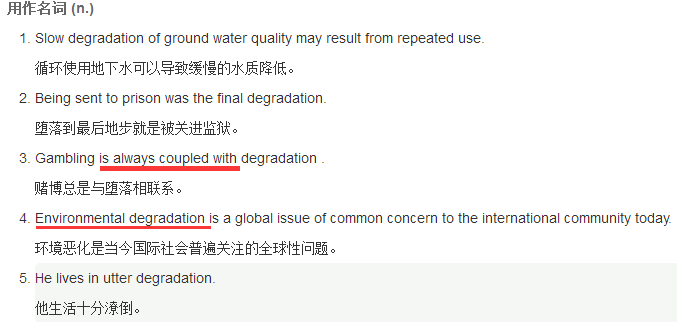 用作名词 (n.)
1. Slow degradation of ground water quality may result from repeated use.
循环使用地下水可以导致缓慢的水质降低。
2. Being sent to prison was the final degradation.
堕落到最后地步就是被关进监狱。
3. Gambling is always coupled with degradation .
赌博总是与堕落相联系。
4. Environmental degradation is a global issue of common concern to the international community today.
环境恶化是当今国际社会普遍关注的全球性问题。
5. He lives in utter degradation.
他生活十分潦倒。